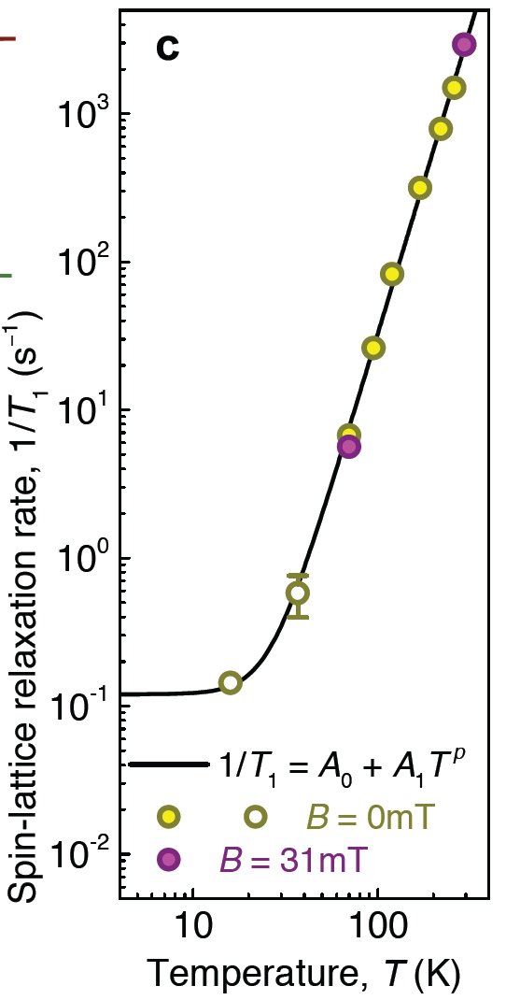 c
10³
10²
10¹
10⁰
10⁻¹
10⁻²
Spin-lattice relaxation rate, 1/T₁ (s⁻¹)
1/T₁ = A₀ + A₁Tᵖ
B = 0mT
B = 31mT
10 100
Temperature, T (K)